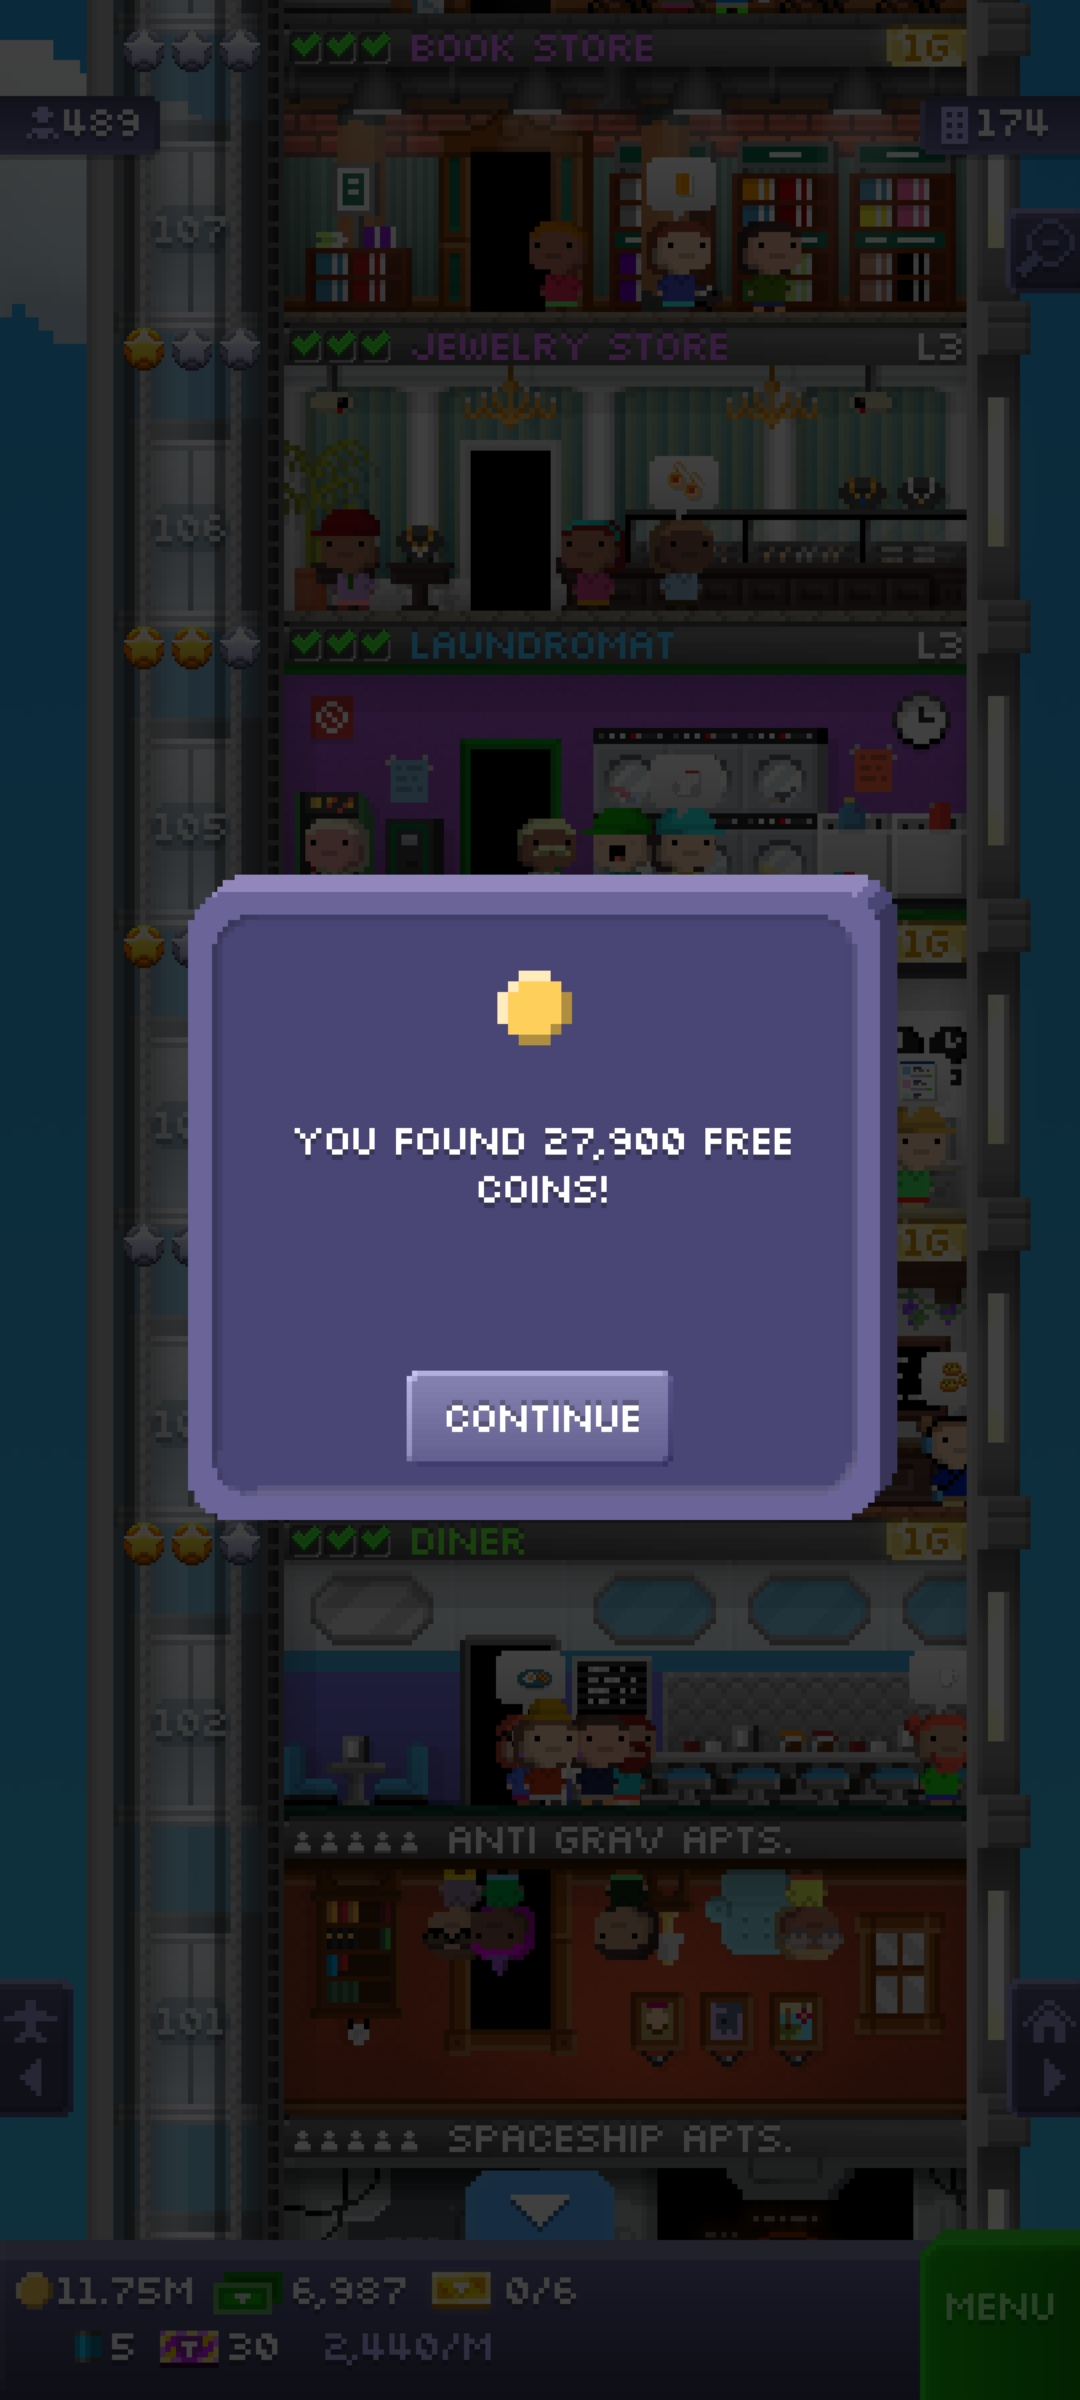 BOOK STORE 1G
489
174
107
JEWELRY STORE L3
106
LAUNDROMAT L3
105
1G
YOU FOUND 27,900 FREE
COINS!
1G
CONTINUE
DINER 1G
102
ANTI GRAV APTS.
101
SPACESHIP APTS.
11.75M 6,987 0/6
MENU
5 30 2,440/M